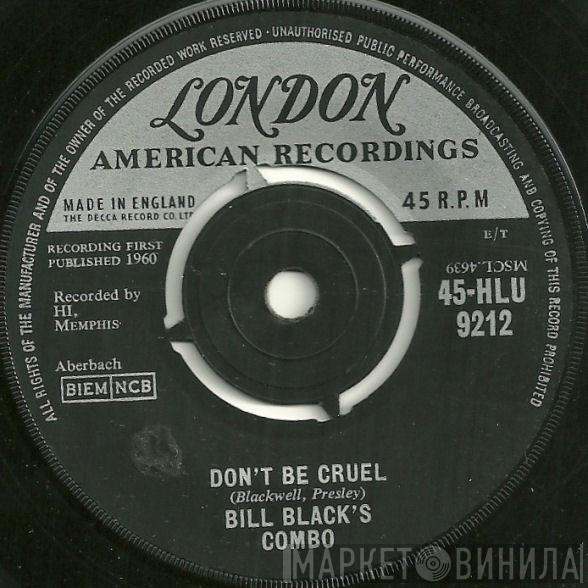 ALL RIGHTS OF THE MANUFACTURER AND OF THE OWNER OF THE RECORDED WORK RESERVED · UNAUTHORISED PUBLIC PERFORMANCE BROADCASTING AND COPYING OF THIS RECORD PROHIBITED
LONDON
AMERICAN RECORDINGS
MADE IN ENGLAND
THE DECCA RECORD CO. LTD
45 R.P.M
E/T
RECORDING FIRST
PUBLISHED 1960
MSCL.4639
45-HLU
9212
Recorded by
HI,
MEMPHIS
Aberbach
BIEM NCB
DON'T BE CRUEL
(Blackwell, Presley)
BILL BLACK'S
COMBO
МАРКЕТ ВИНИЛА